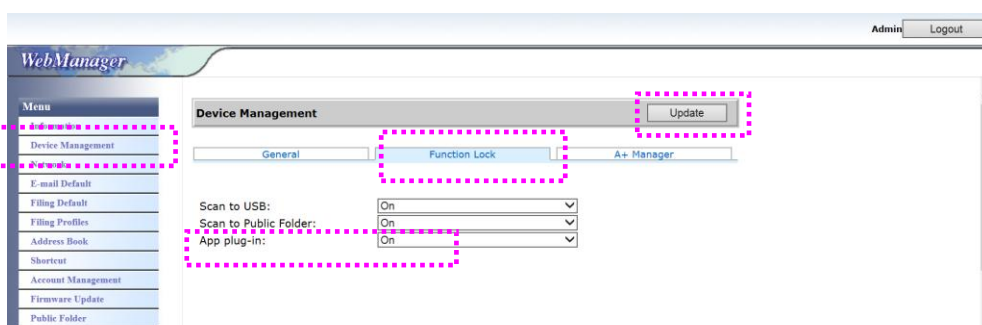 Admin Logout
WebManager
Menu
Information
Device Management
Network
E-mail Default
Filing Default
Filing Profiles
Address Book
Shortcut
Account Management
Firmware Update
Public Folder
Device Management Update
General Function Lock A+ Manager
Scan to USB: On
Scan to Public Folder: On
App plug-in: On